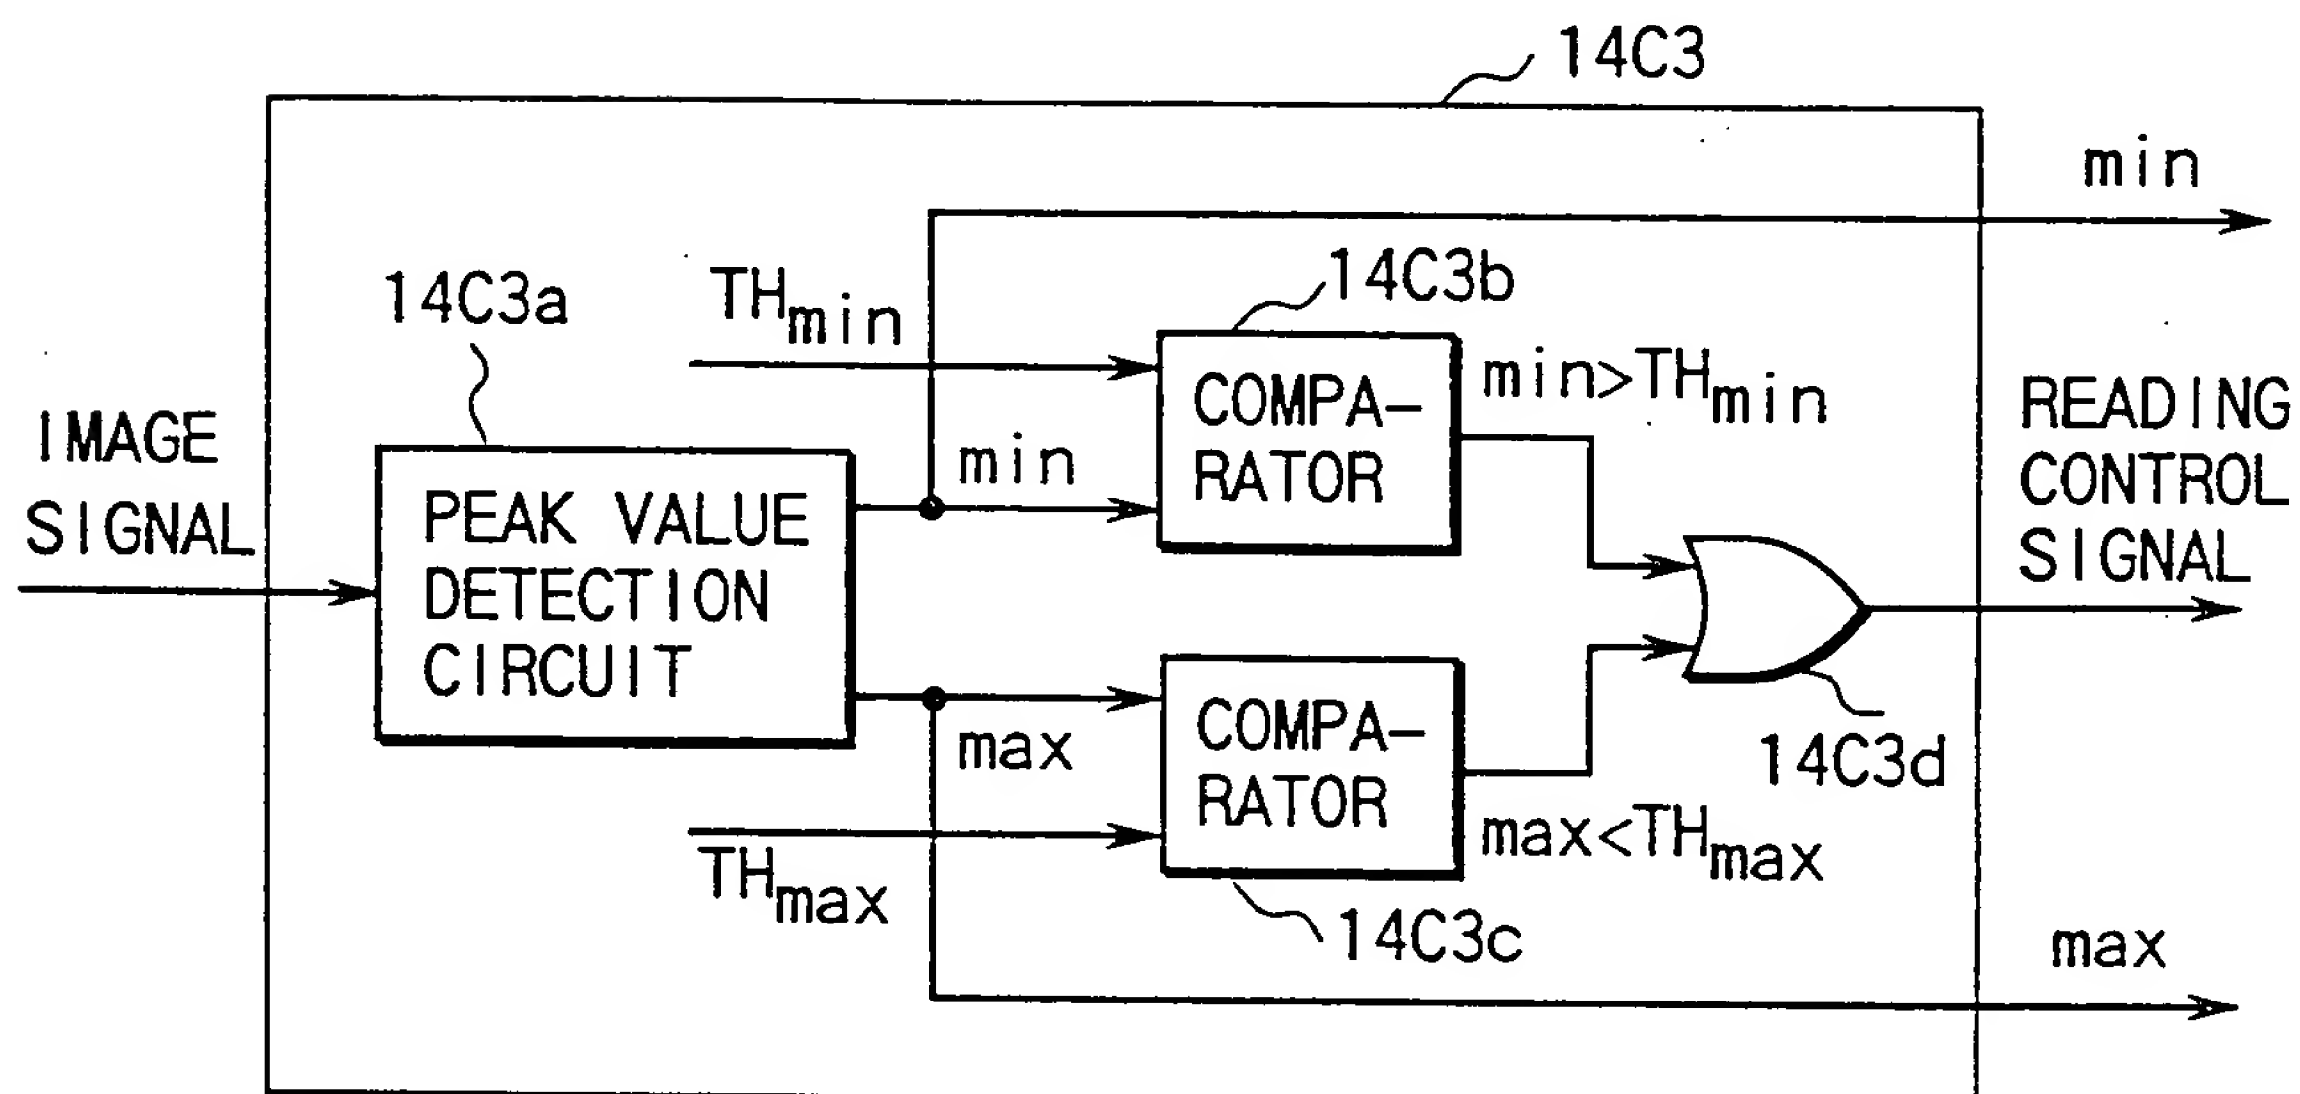 14C3
min
14C3a
THmin
14C3b
IMAGE
SIGNAL
PEAK VALUE
DETECTION
CIRCUIT
min
COMPA-
RATOR
min>THmin
READING
CONTROL
SIGNAL
max
THmax
COMPA-
RATOR
max<THmax
14C3d
14C3c
max